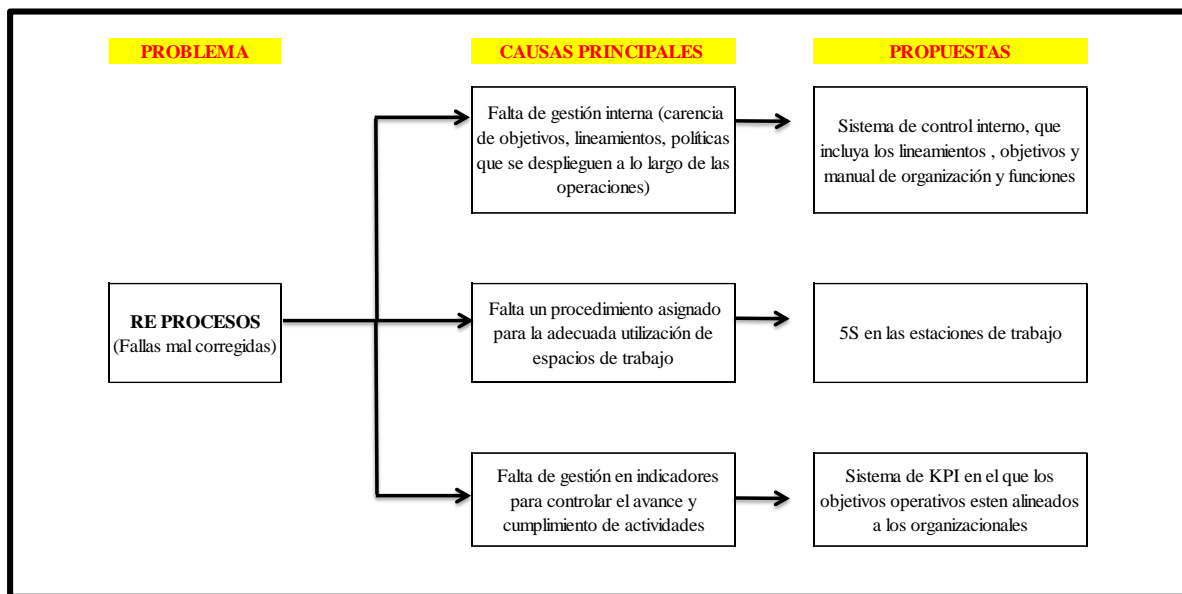 PROBLEMA
CAUSAS PRINCIPALES
PROPUESTAS
Falta de gestión interna (carencia
de objetivos, lineamientos, políticas
que se desplieguen a lo largo de las
operaciones)
Sistema de control interno, que
incluya los lineamientos , objetivos y
manual de organización y funciones
RE PROCESOS
(Fallas mal corregidas)
Falta un procedimiento asignado
para la adecuada utilización de
espacios de trabajo
5S en las estaciones de trabajo
Falta de gestión en indicadores
para controlar el avance y
cumplimiento de actividades
Sistema de KPI en el que los
objetivos operativos esten alineados
a los organizacionales